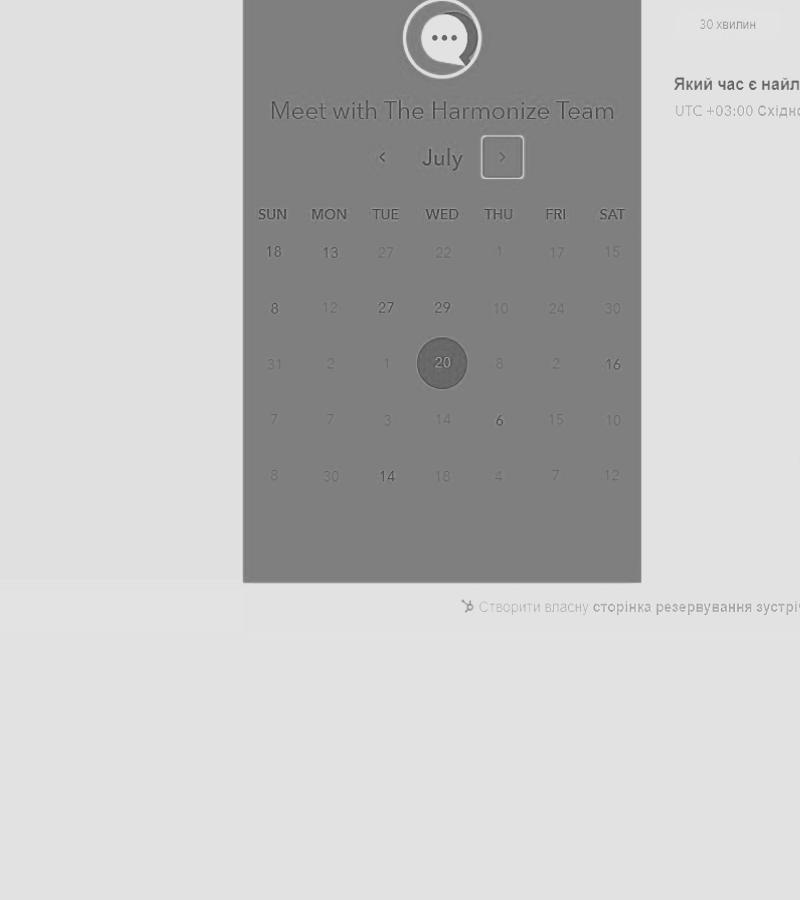 30 хвилин
Який час є найл
UTC +03:00 Східно
Meet with The Harmonize Team
July
SUN MON TUE WED THU FRI SAT
18 13 27 22 1 17 15
8 12 27 29 10 24 30
31 2 1 20 8 2 16
7 7 3 14 6 15 10
8 30 14 18 4 7 12
Створити власну сторінка резервування зустріч